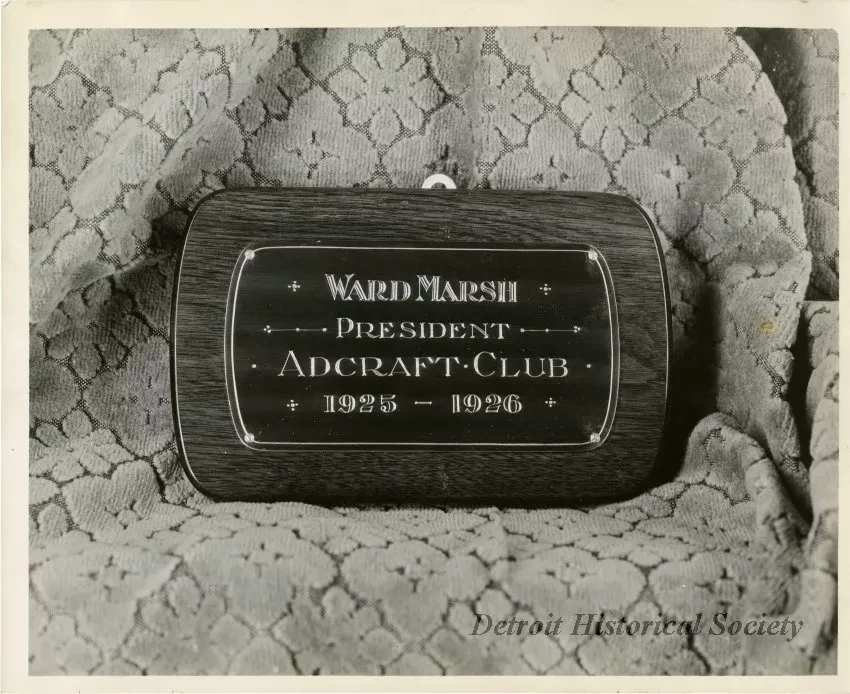 WARD MARSH
PRESIDENT
ADCRAFT·CLUB
1925 – 1926
Detroit Historical Society